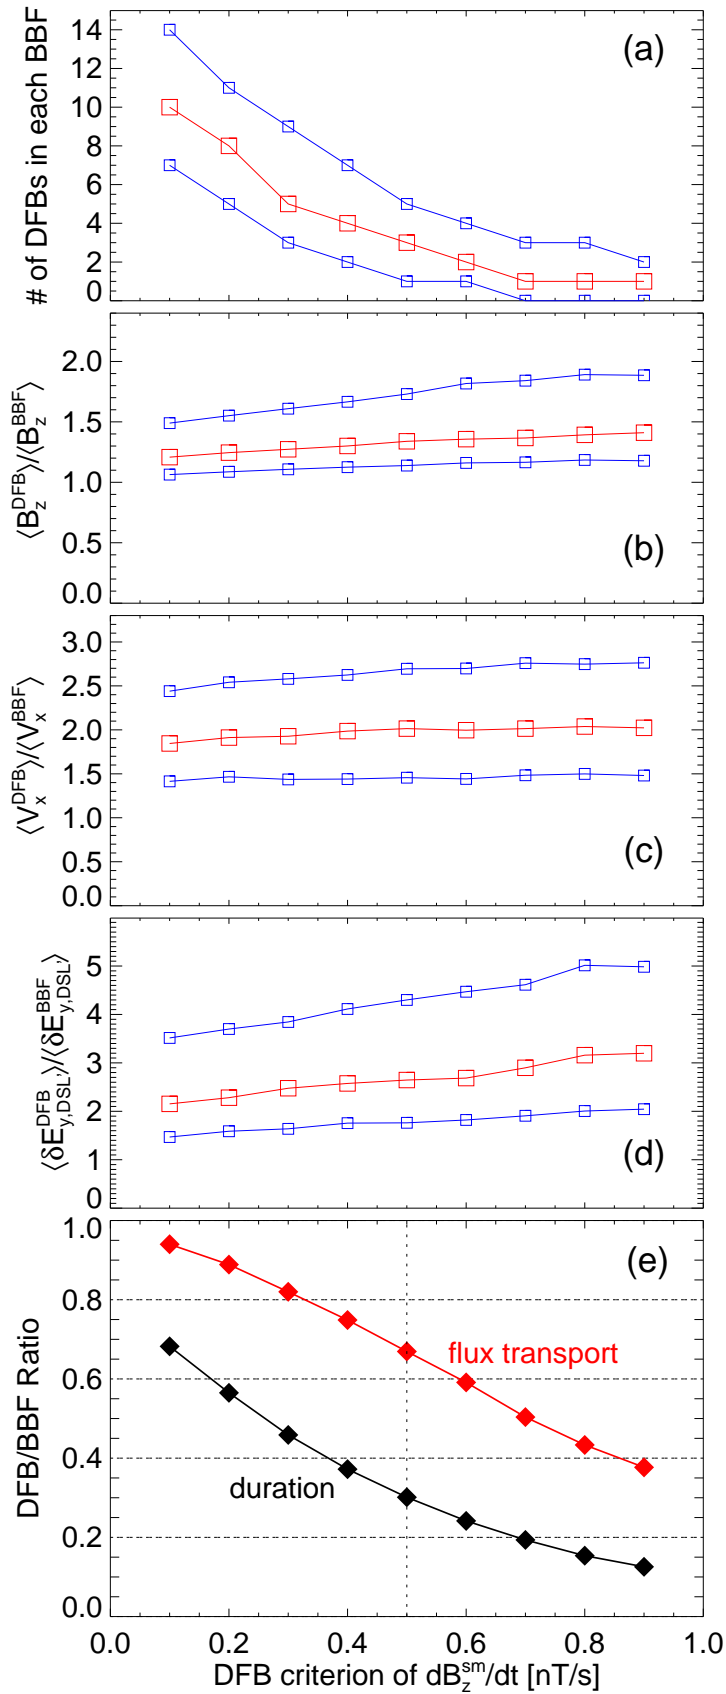 14
12
10
8
6
4
2
0
# of DFBs in each BBF
(a)
2.0
1.5
1.0
0.5
0.0
⟨B_z^DFB⟩/⟨B_z^BBF⟩
(b)
3.0
2.5
2.0
1.5
1.0
0.5
0.0
⟨V_x^DFB⟩/⟨V_x^BBF⟩
(c)
5
4
3
2
1
0
⟨δE_y,DSL'^DFB⟩/⟨δE_y,DSL'^BBF⟩
(d)
1.0
0.8
0.6
0.4
0.2
0.0
DFB/BBF Ratio
(e)
flux transport
duration
0.0 0.2 0.4 0.6 0.8 1.0
DFB criterion of dB_z^sm/dt [nT/s]